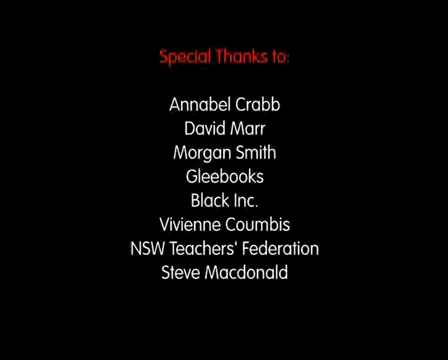 Special Thanks to:
Annabel Crabb
David Marr
Morgan Smith
Gleebooks
Black Inc.
Vivienne Coumbis
NSW Teachers' Federation
Steve Macdonald